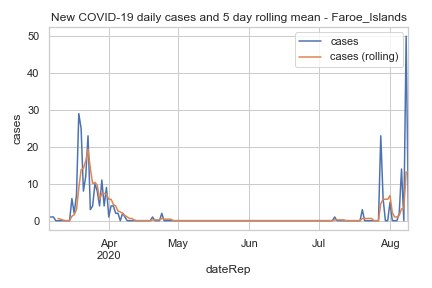 New COVID-19 daily cases and 5 day rolling mean - Faroe_Islands
cases
cases (rolling)
50
40
30
20
10
0
cases
Apr
2020
May
Jun
Jul
Aug
dateRep